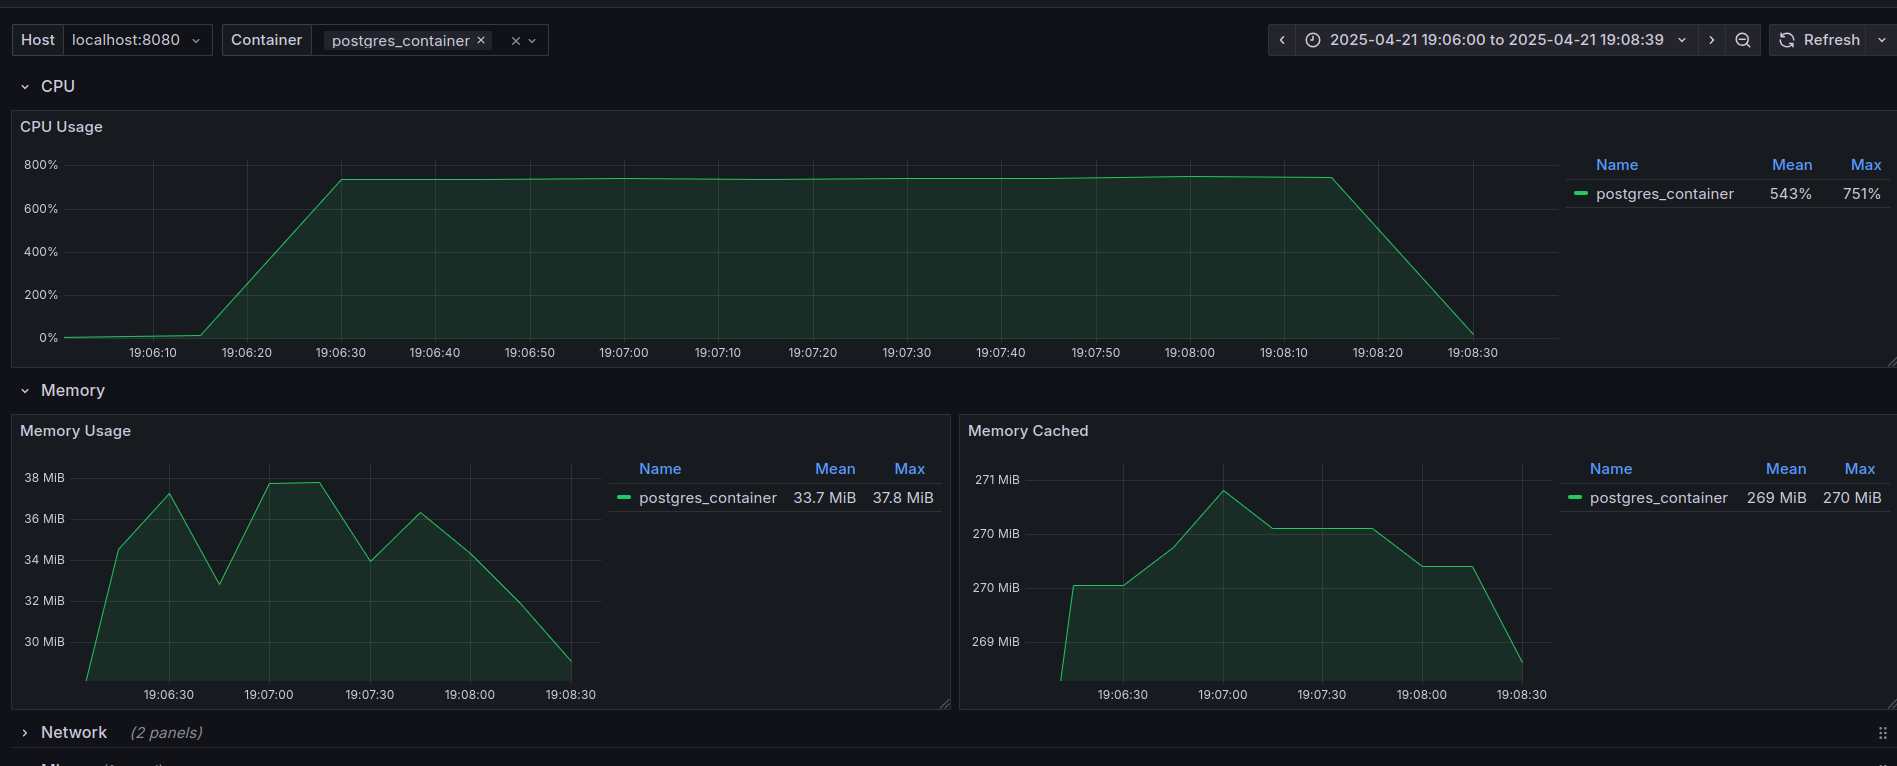 Host localhost:8080 Container postgres_container 2025-04-21 19:06:00 to 2025-04-21 19:08:39 Refresh
CPU
CPU Usage
800%
600%
400%
200%
0%
19:06:10 19:06:20 19:06:30 19:06:40 19:06:50 19:07:00 19:07:10 19:07:20 19:07:30 19:07:40 19:07:50 19:08:00 19:08:10 19:08:20 19:08:30
Name Mean Max
postgres_container 543% 751%
Memory
Memory Usage
38 MiB
36 MiB
34 MiB
32 MiB
30 MiB
19:06:30 19:07:00 19:07:30 19:08:00 19:08:30
Name Mean Max
postgres_container 33.7 MiB 37.8 MiB
Memory Cached
271 MiB
270 MiB
270 MiB
269 MiB
19:06:30 19:07:00 19:07:30 19:08:00 19:08:30
Name Mean Max
postgres_container 269 MiB 270 MiB
Network (2 panels)